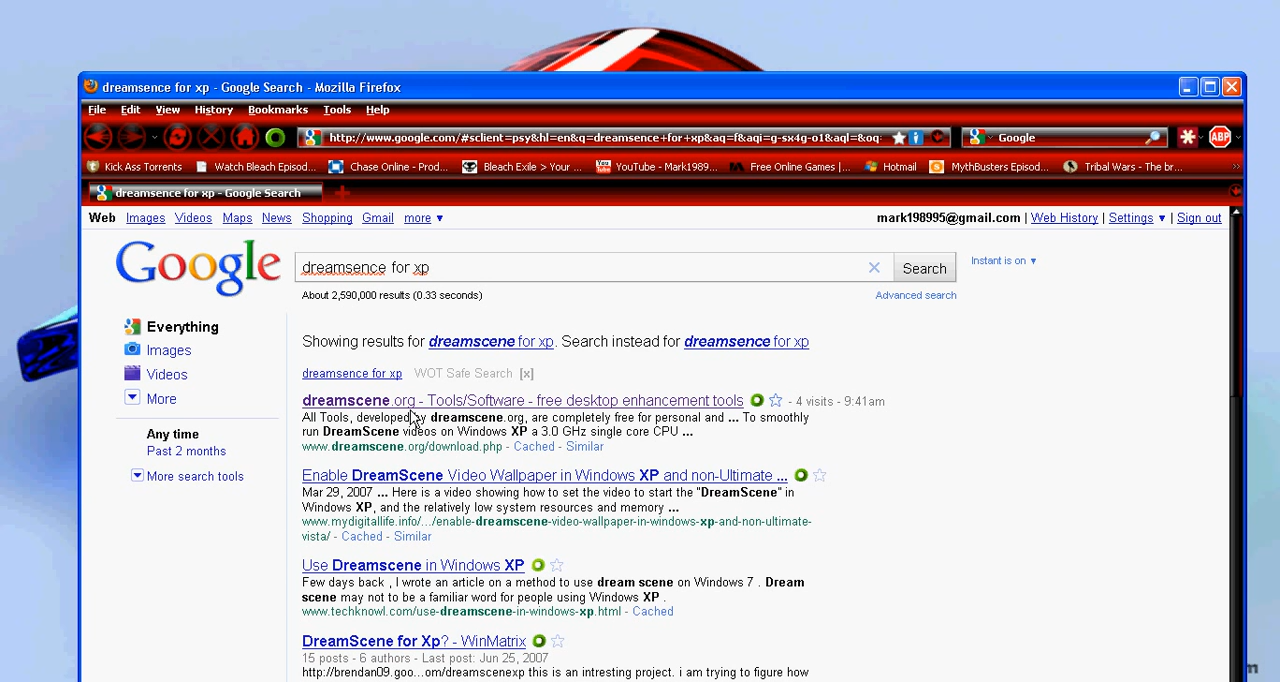 dreamsence for xp - Google Search - Mozilla Firefox
File Edit View History Bookmarks Tools Help
http://www.google.com/#sclient=psy&hl=en&q=dreamsence+for+xp&aq=f&aqi=g-sx4g-o1&aql=&oq= Google ABP
Kick Ass Torrents Watch Bleach Episod... Chase Online - Prod... Bleach Exile > Your ... YouTube - Mark1989... Free Online Games |... Hotmail MythBusters Episod... Tribal Wars - The br...
dreamsence for xp - Google Search
Web Images Videos Maps News Shopping Gmail more mark198995@gmail.com | Web History | Settings | Sign out
Google dreamsence for xp Search Instant is on
About 2,590,000 results (0.33 seconds) Advanced search
Everything
Images
Videos
More
Any time
Past 2 months
More search tools
Showing results for dreamscene for xp. Search instead for dreamsence for xp
dreamsence for xp WOT Safe Search [x]
dreamscene.org - Tools/Software - free desktop enhancement tools - 4 visits - 9:41am
All Tools, developed by dreamscene.org, are completely free for personal and ... To smoothly
run DreamScene videos on Windows XP a 3.0 GHz single core CPU ...
www.dreamscene.org/download.php - Cached - Similar
Enable DreamScene Video Wallpaper in Windows XP and non-Ultimate ...
Mar 29, 2007 ... Here is a video showing how to set the video to start the "DreamScene" in
Windows XP, and the relatively low system resources and memory ...
www.mydigitallife.info/.../enable-dreamscene-video-wallpaper-in-windows-xp-and-non-ultimate-
vista/ - Cached - Similar
Use Dreamscene in Windows XP
Few days back , I wrote an article on a method to use dream scene on Windows 7 . Dream
scene may not to be a familiar word for people using Windows XP .
www.techknowl.com/use-dreamscene-in-windows-xp.html - Cached
DreamScene for Xp? - WinMatrix
15 posts - 6 authors - Last post: Jun 25, 2007
http://brendan09.goo...om/dreamscenexp this is an intresting project. i am trying to figure how